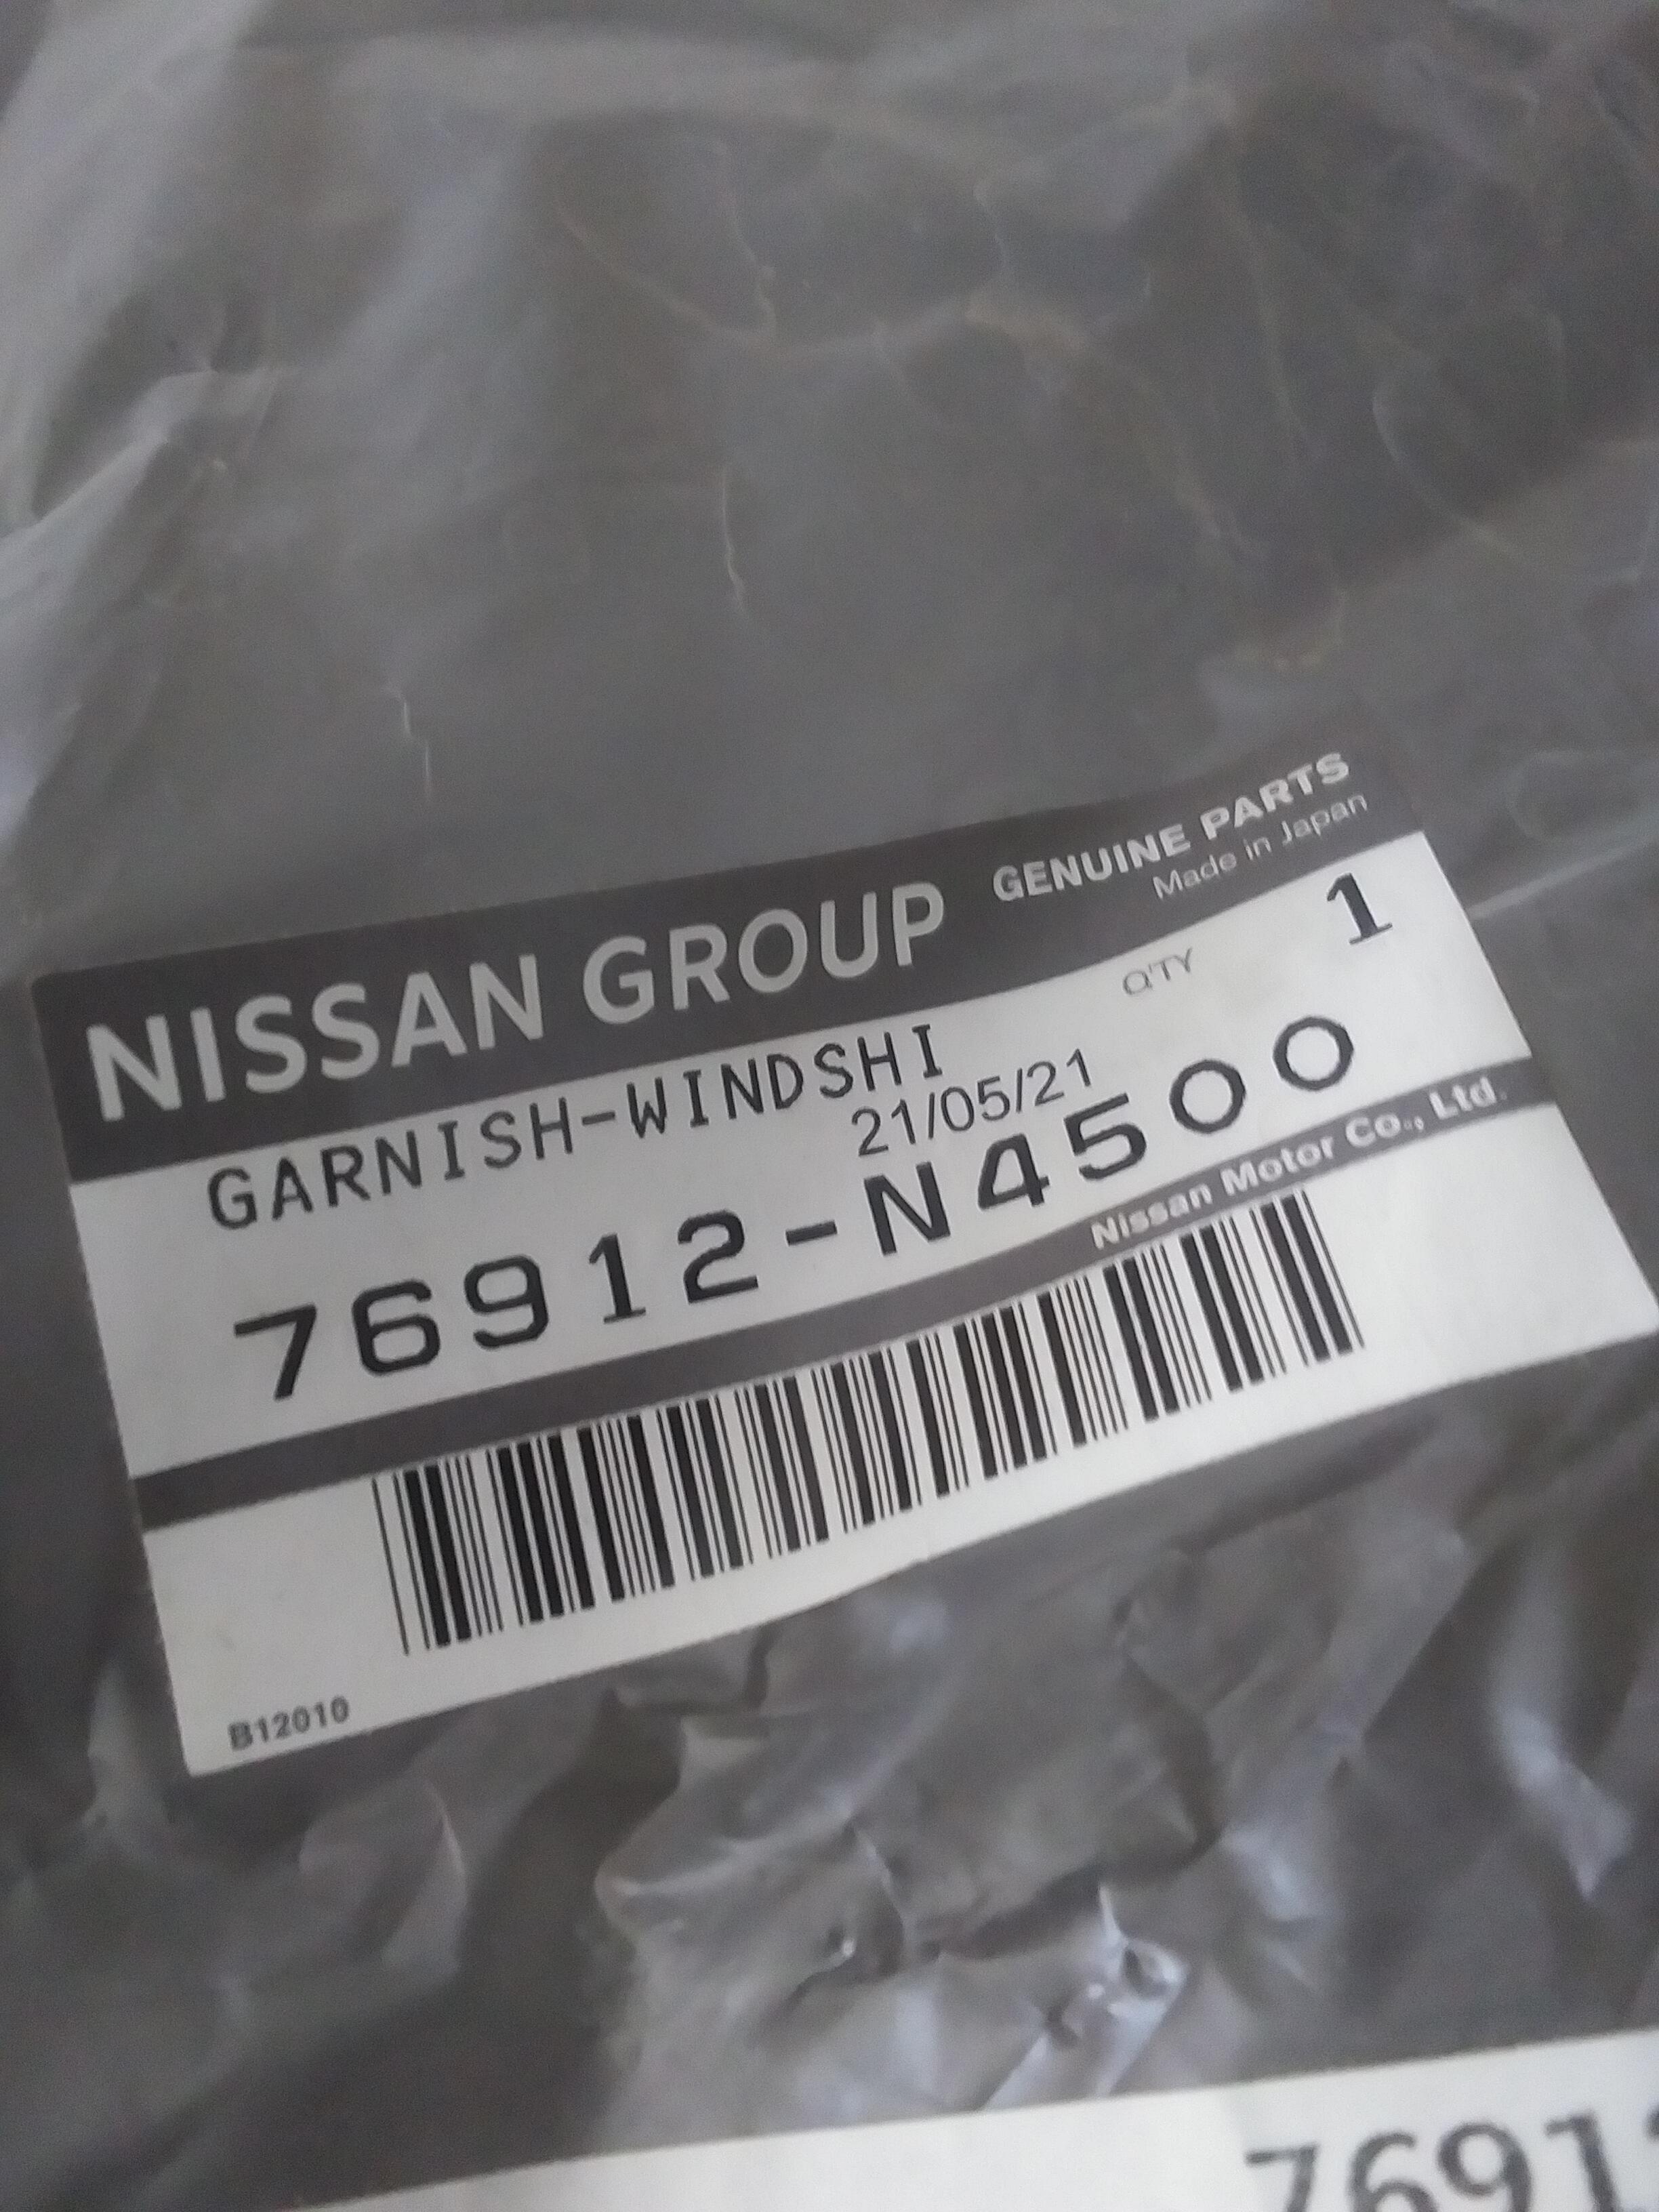 NISSAN GROUP
GENUINE PARTS
Made in Japan
GARNISH-WINDSHI
Q'TY
1
21/05/21
76912-N4500
Nissan Motor Co., Ltd.
B12010
7691